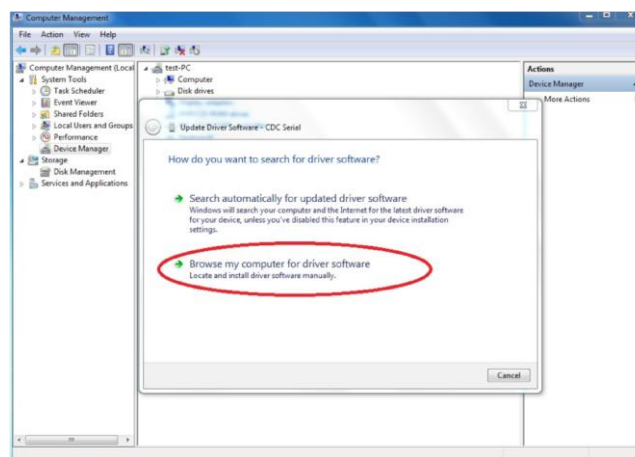 Computer Management
File Action View Help
Computer Management (Local
System Tools
Task Scheduler
Event Viewer
Shared Folders
Local Users and Groups
Performance
Device Manager
Storage
Disk Management
Services and Applications
test-PC
Computer
Disk drives
Actions
Device Manager
More Actions
Update Driver Software - CDC Serial
How do you want to search for driver software?
Search automatically for updated driver software
Windows will search your computer and the Internet for the latest driver software
for your device, unless you've disabled this feature in your device installation
settings.
Browse my computer for driver software
Locate and install driver software manually.
Cancel